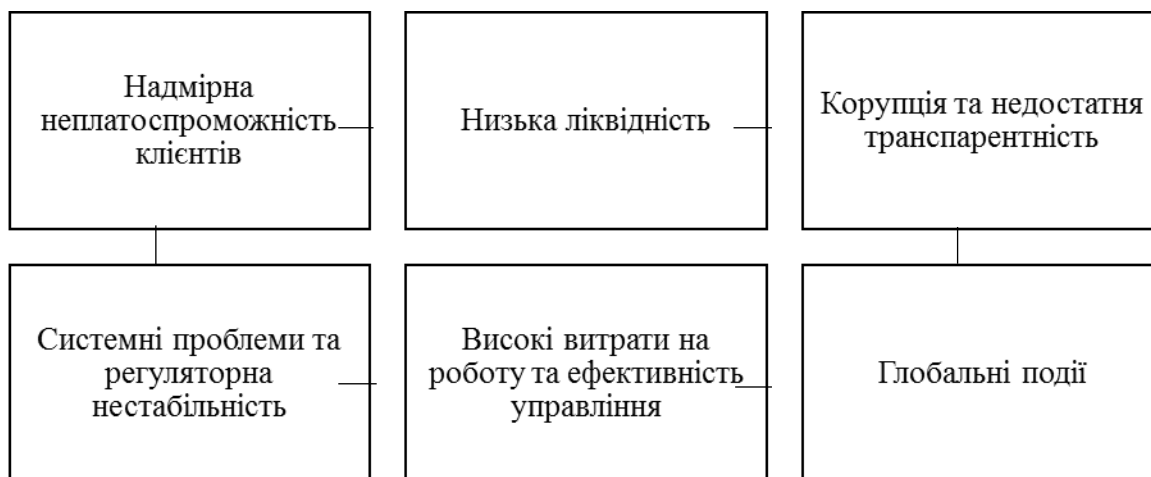 Надмірна
неплатоспроможність
клієнтів
Низька ліквідність
Корупція та недостатня
транспарентність
Системні проблеми та
регуляторна
нестабільність
Високі витрати на
роботу та ефективність
управління
Глобальні події